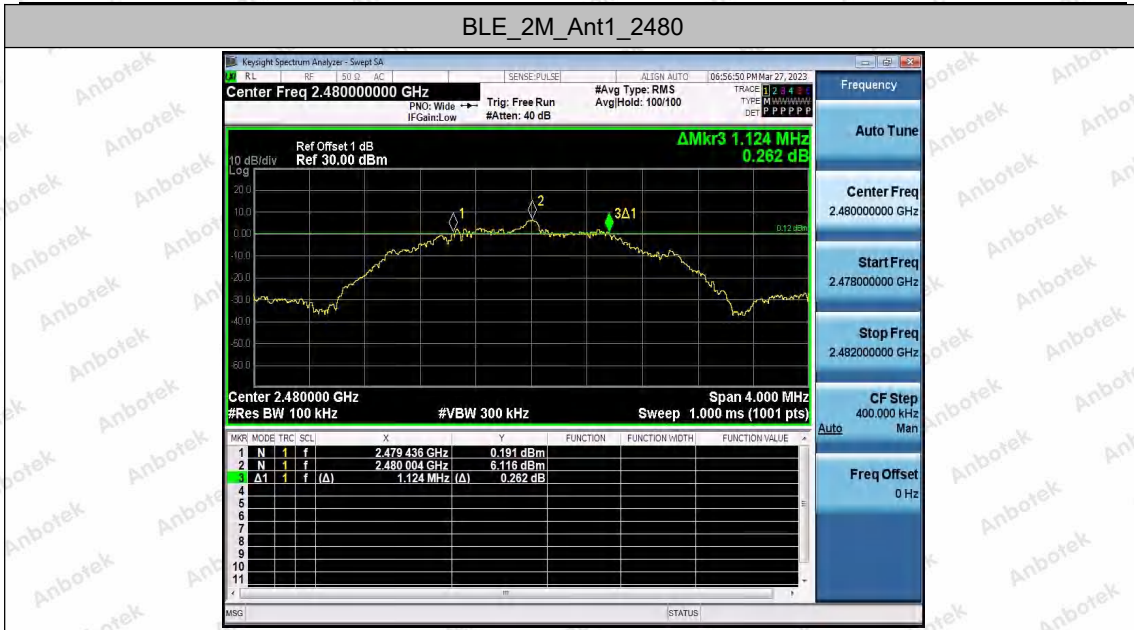 BLE_2M_Ant1_2480
Keysight Spectrum Analyzer - Swept SA
RL RF 50 Ω AC SENSE:PULSE ALIGN AUTO 06:56:50 PM Mar 27, 2023
Center Freq 2.480000000 GHz
PNO: Wide
IFGain:Low
Trig: Free Run
#Atten: 40 dB
#Avg Type: RMS
Avg|Hold: 100/100
TRACE 1 2 3 4 5 6
TYPE M WWWWW
DET P P P P P P
ΔMkr3 1.124 MHz
0.262 dB
Ref Offset 1 dB
10 dB/div Ref 30.00 dBm
Log
20.0
10.0
0.00
-10.0
-20.0
-30.0
-40.0
-50.0
-60.0
1
2
3Δ1
0.12 dBm
Center 2.480000 GHz Span 4.000 MHz
#Res BW 100 kHz #VBW 300 kHz Sweep 1.000 ms (1001 pts)
MKR MODE TRC SCL X Y FUNCTION FUNCTION WIDTH FUNCTION VALUE
1 N 1 f 2.479 436 GHz 0.191 dBm
2 N 1 f 2.480 004 GHz 6.116 dBm
3 Δ1 1 f (Δ) 1.124 MHz (Δ) 0.262 dB
4
5
6
7
8
9
10
11
MSG STATUS
Frequency
Auto Tune
Center Freq
2.480000000 GHz
Start Freq
2.478000000 GHz
Stop Freq
2.482000000 GHz
CF Step
400.000 kHz
Auto Man
Freq Offset
0 Hz
Anbotek